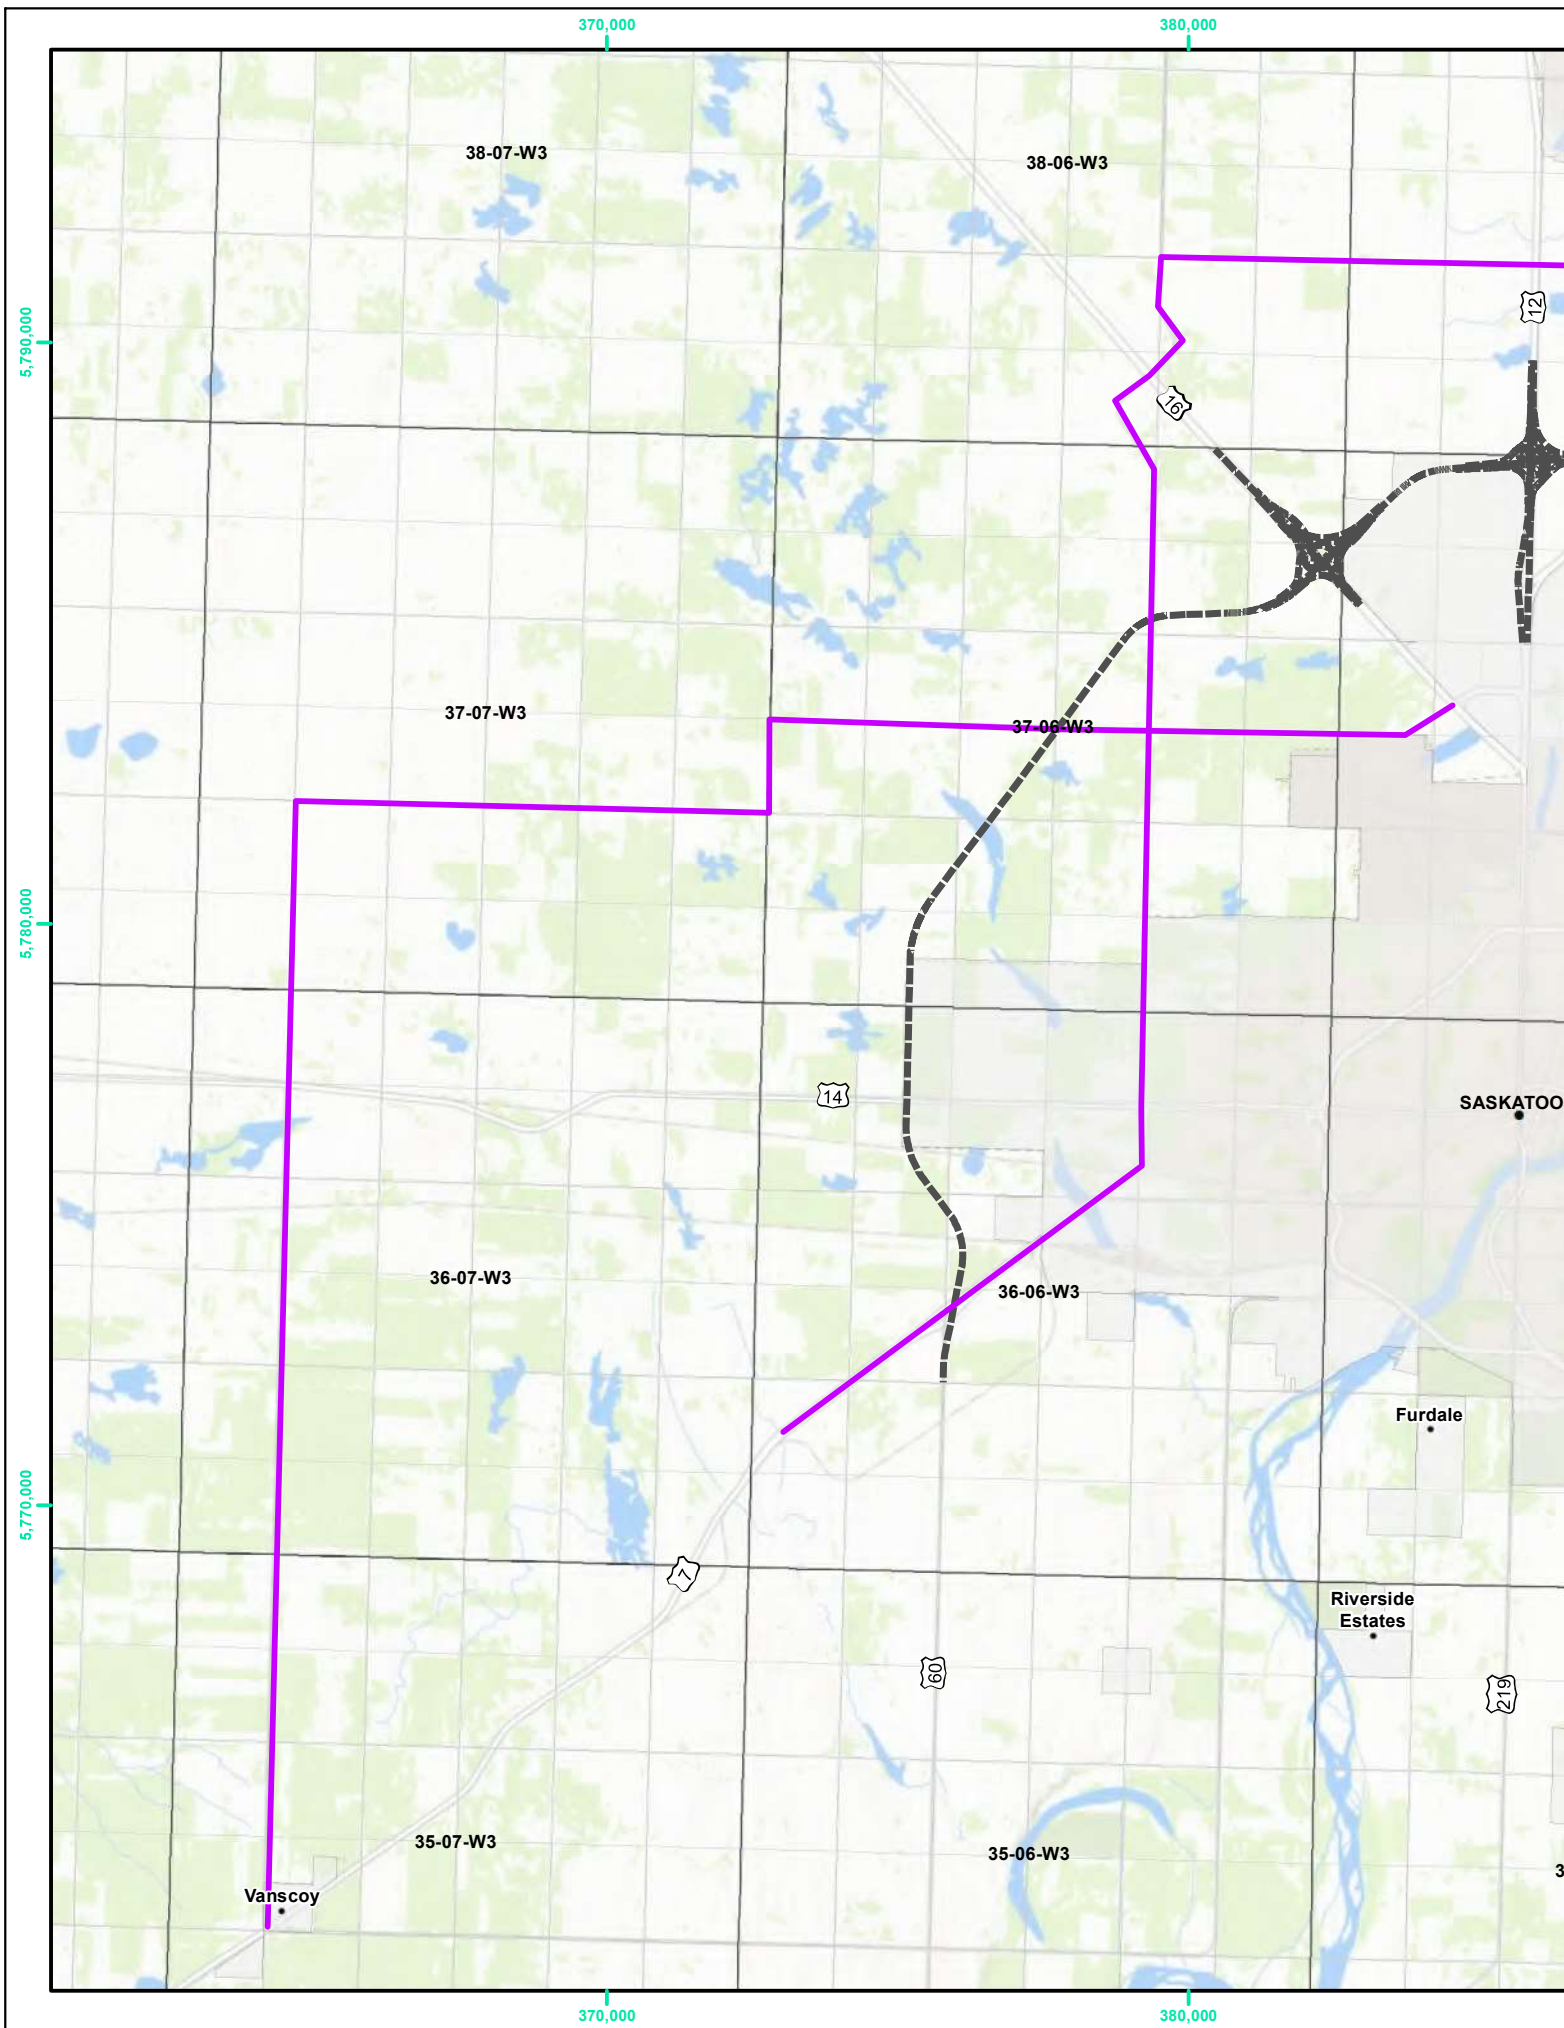 370,000
380,000
38-07-W3
38-06-W3
12
5,790,000
16
37-07-W3
37-06-W3
5,780,000
14
SASKATOO
36-07-W3
36-06-W3
Furdale
5,770,000
7
Riverside
Estates
60
219
35-07-W3
35-06-W3
3
Vanscoy
370,000
380,000